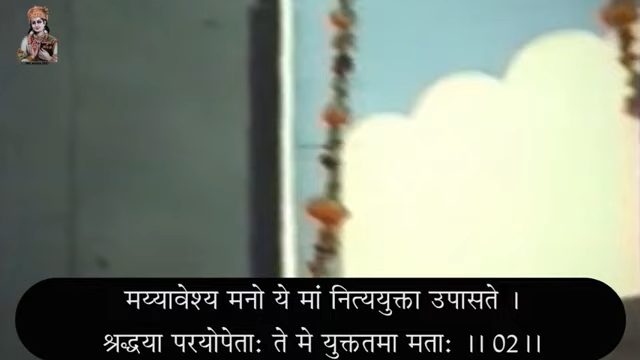 मय्यावेश्य मनो ये मां नित्ययुक्ता उपासते ।
श्रद्धया परयोपेताः ते मे युक्ततमा मताः ।। 02 ।।